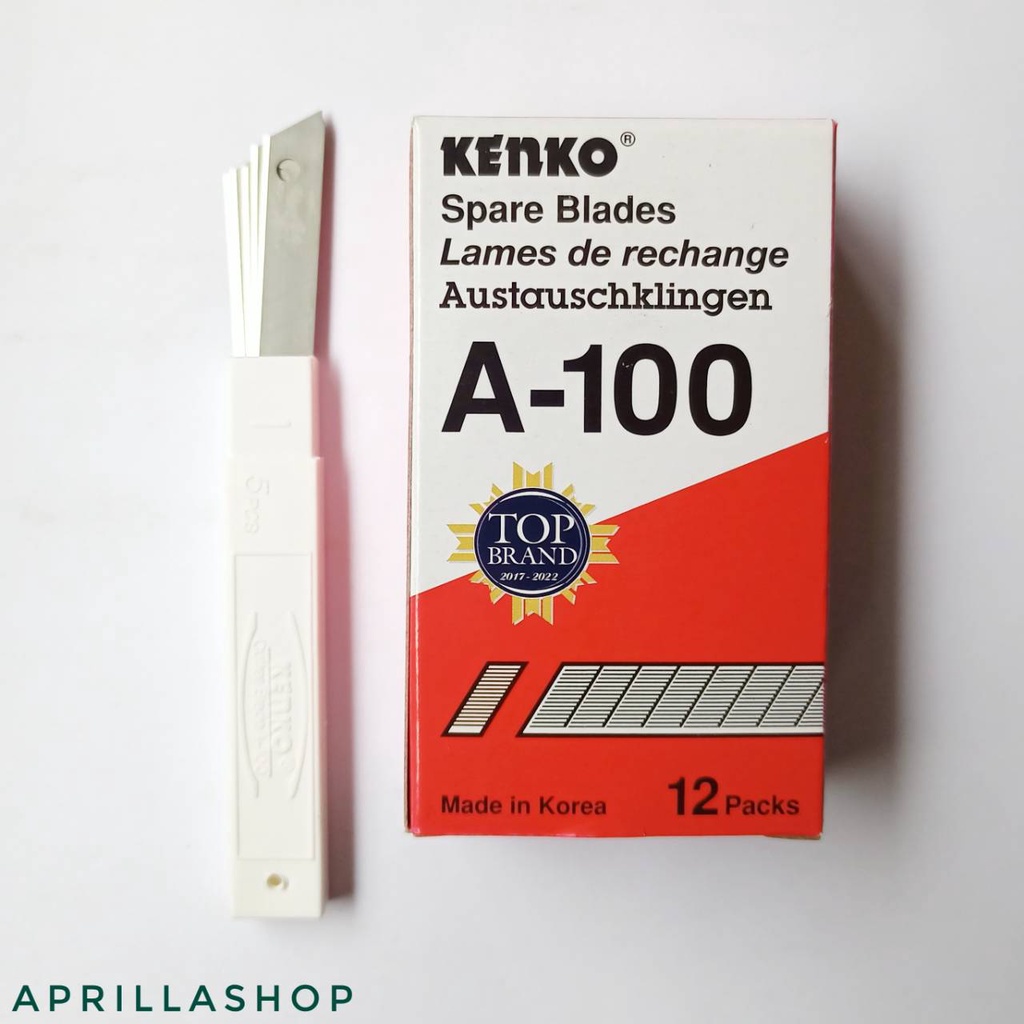 KENKO®
Spare Blades
Lames de rechange
Austauschklingen
A-100
TOP
BRAND
2017 - 2022
Made in Korea
12 Packs
5 PCS
KENKO
APRILLASHOP